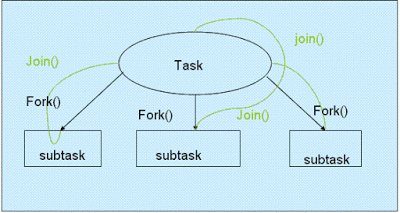 join()
Join()
Task
Fork()
Fork()
Join()
Fork()
subtask
subtask
subtask